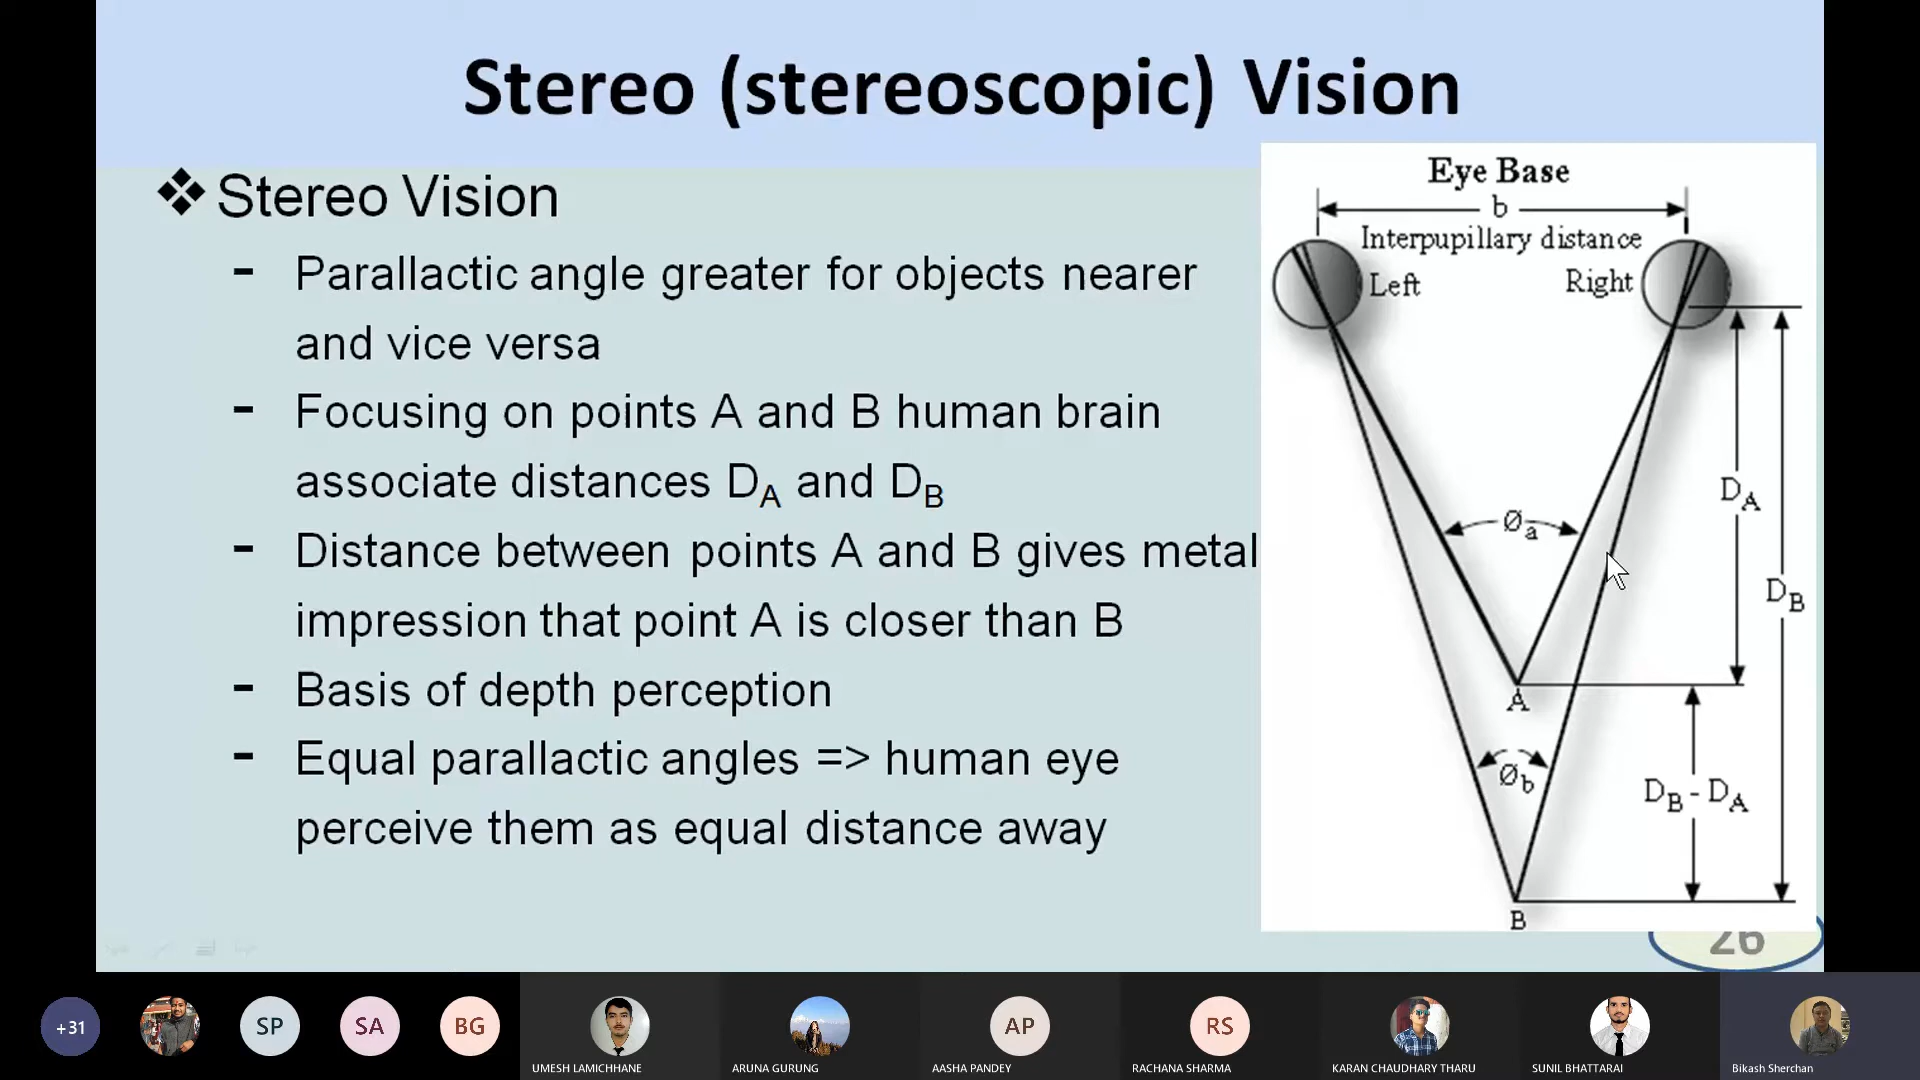 Stereo (stereoscopic) Vision
❖ Stereo Vision
- Parallactic angle greater for objects nearer
and vice versa
- Focusing on points A and B human brain
associate distances DA and DB
- Distance between points A and B gives metal
impression that point A is closer than B
- Basis of depth perception
- Equal parallactic angles => human eye
perceive them as equal distance away
Eye Base
b
Interpupillary distance
Left
Right
Øa
DA
DB
A
Øb
DB - DA
B
26
+31
SP
SA
BG
AP
RS
UMESH LAMICHHANE
ARUNA GURUNG
AASHA PANDEY
RACHANA SHARMA
KARAN CHAUDHARY THARU
SUNIL BHATTARAI
Bikash Sherchan